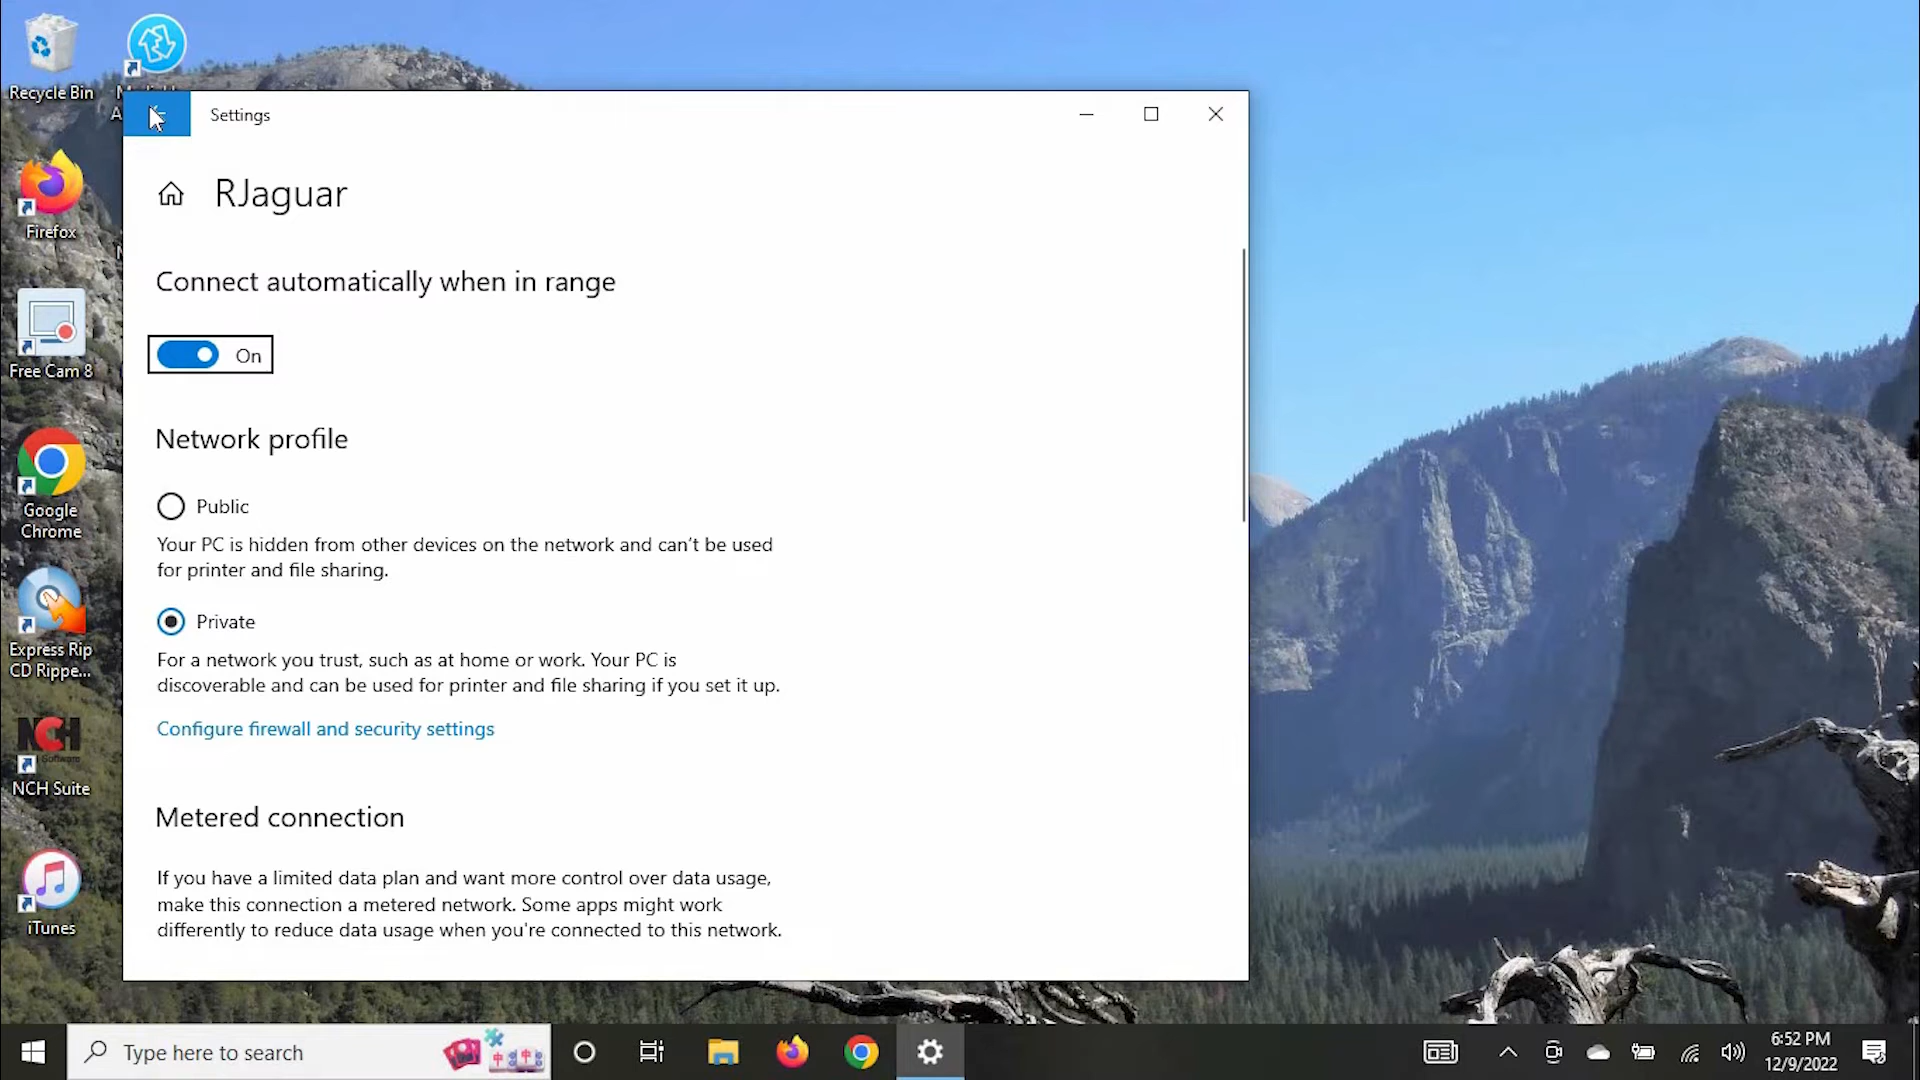 Recycle Bin
Settings
RJaguar
Connect automatically when in range
On
Network profile
Public
Your PC is hidden from other devices on the network and can't be used
for printer and file sharing.
Private
For a network you trust, such as at home or work. Your PC is
discoverable and can be used for printer and file sharing if you set it up.
Configure firewall and security settings
Metered connection
If you have a limited data plan and want more control over data usage,
make this connection a metered network. Some apps might work
differently to reduce data usage when you're connected to this network.
Firefox
Free Cam 8
Google
Chrome
Express Rip
CD Rippe...
NCH
Software
NCH Suite
iTunes
Type here to search
6:52 PM
12/9/2022